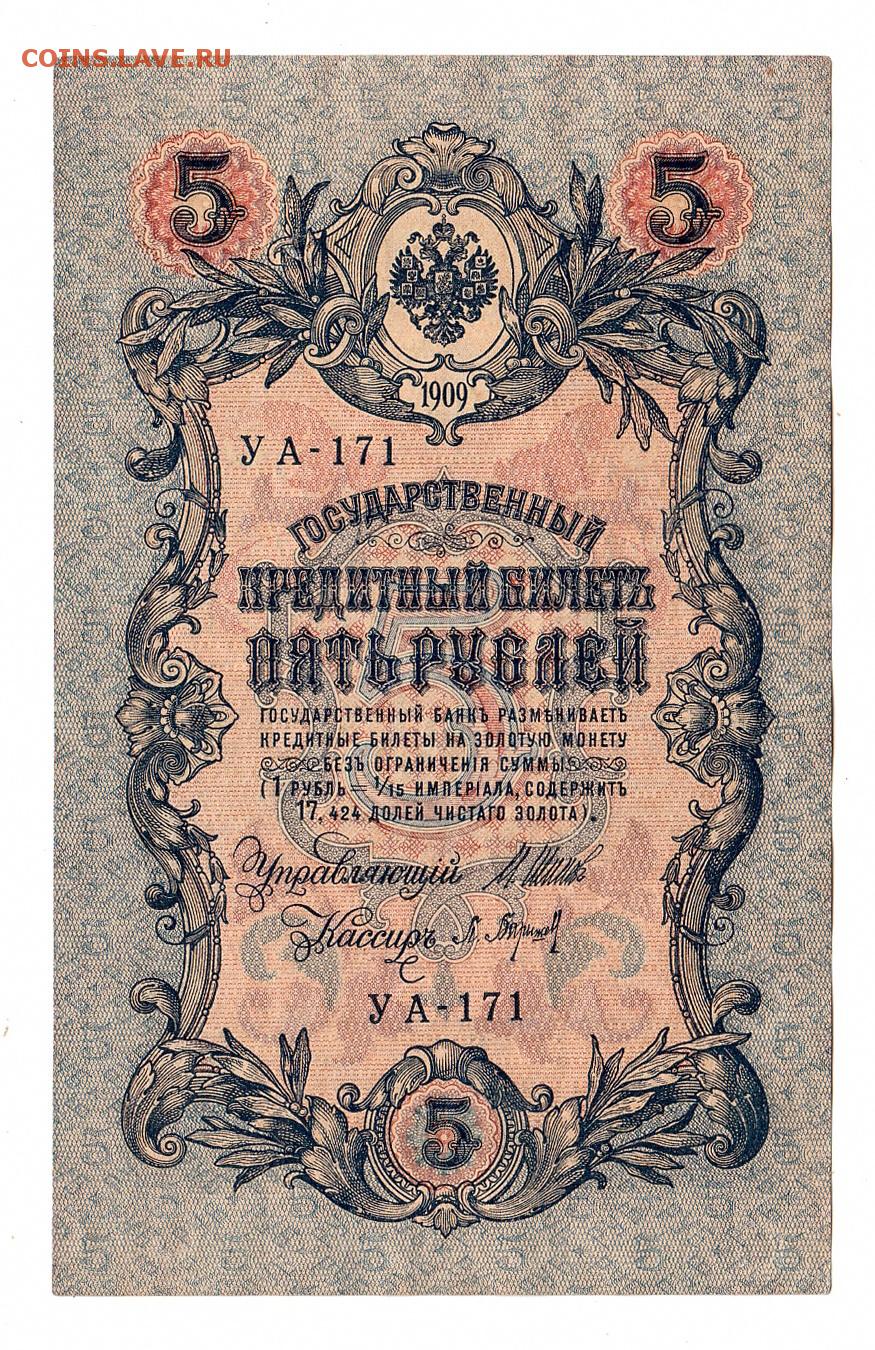 COINS.LAVE.RU
5 5
1909
УА-171
ГОСУДАРСТВЕННЫЙ
КРЕДИТНЫЙ БИЛЕТЪ
ПЯТЬ РУБЛЕЙ
ГОСУДАРСТВЕННЫЙ БАНКЪ РАЗМѢНИВАЕТЪ
КРЕДИТНЫЕ БИЛЕТЫ НА ЗОЛОТУЮ МОНЕТУ
БЕЗЪ ОГРАНИЧЕНІЯ СУММЫ
(1 РУБЛЬ = 1/15 ИМПЕРІАЛА, СОДЕРЖИТЪ
17,424 ДОЛЕЙ ЧИСТАГО ЗОЛОТА).
Управляющій
Кассиръ
УА-171
5